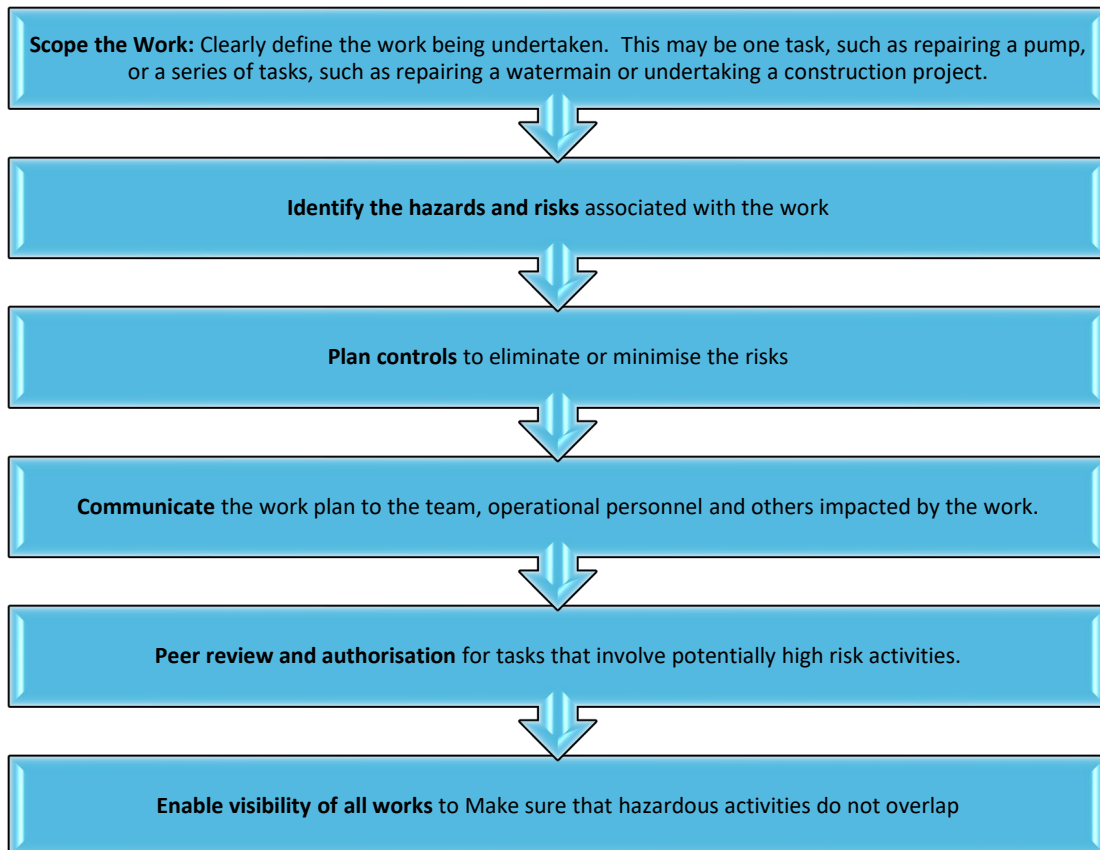 Scope the Work: Clearly define the work being undertaken.  This may be one task, such as repairing a pump,
or a series of tasks, such as repairing a watermain or undertaking a construction project.
Identify the hazards and risks associated with the work
Plan controls to eliminate or minimise the risks
Communicate the work plan to the team, operational personnel and others impacted by the work.
Peer review and authorisation for tasks that involve potentially high risk activities.
Enable visibility of all works to Make sure that hazardous activities do not overlap